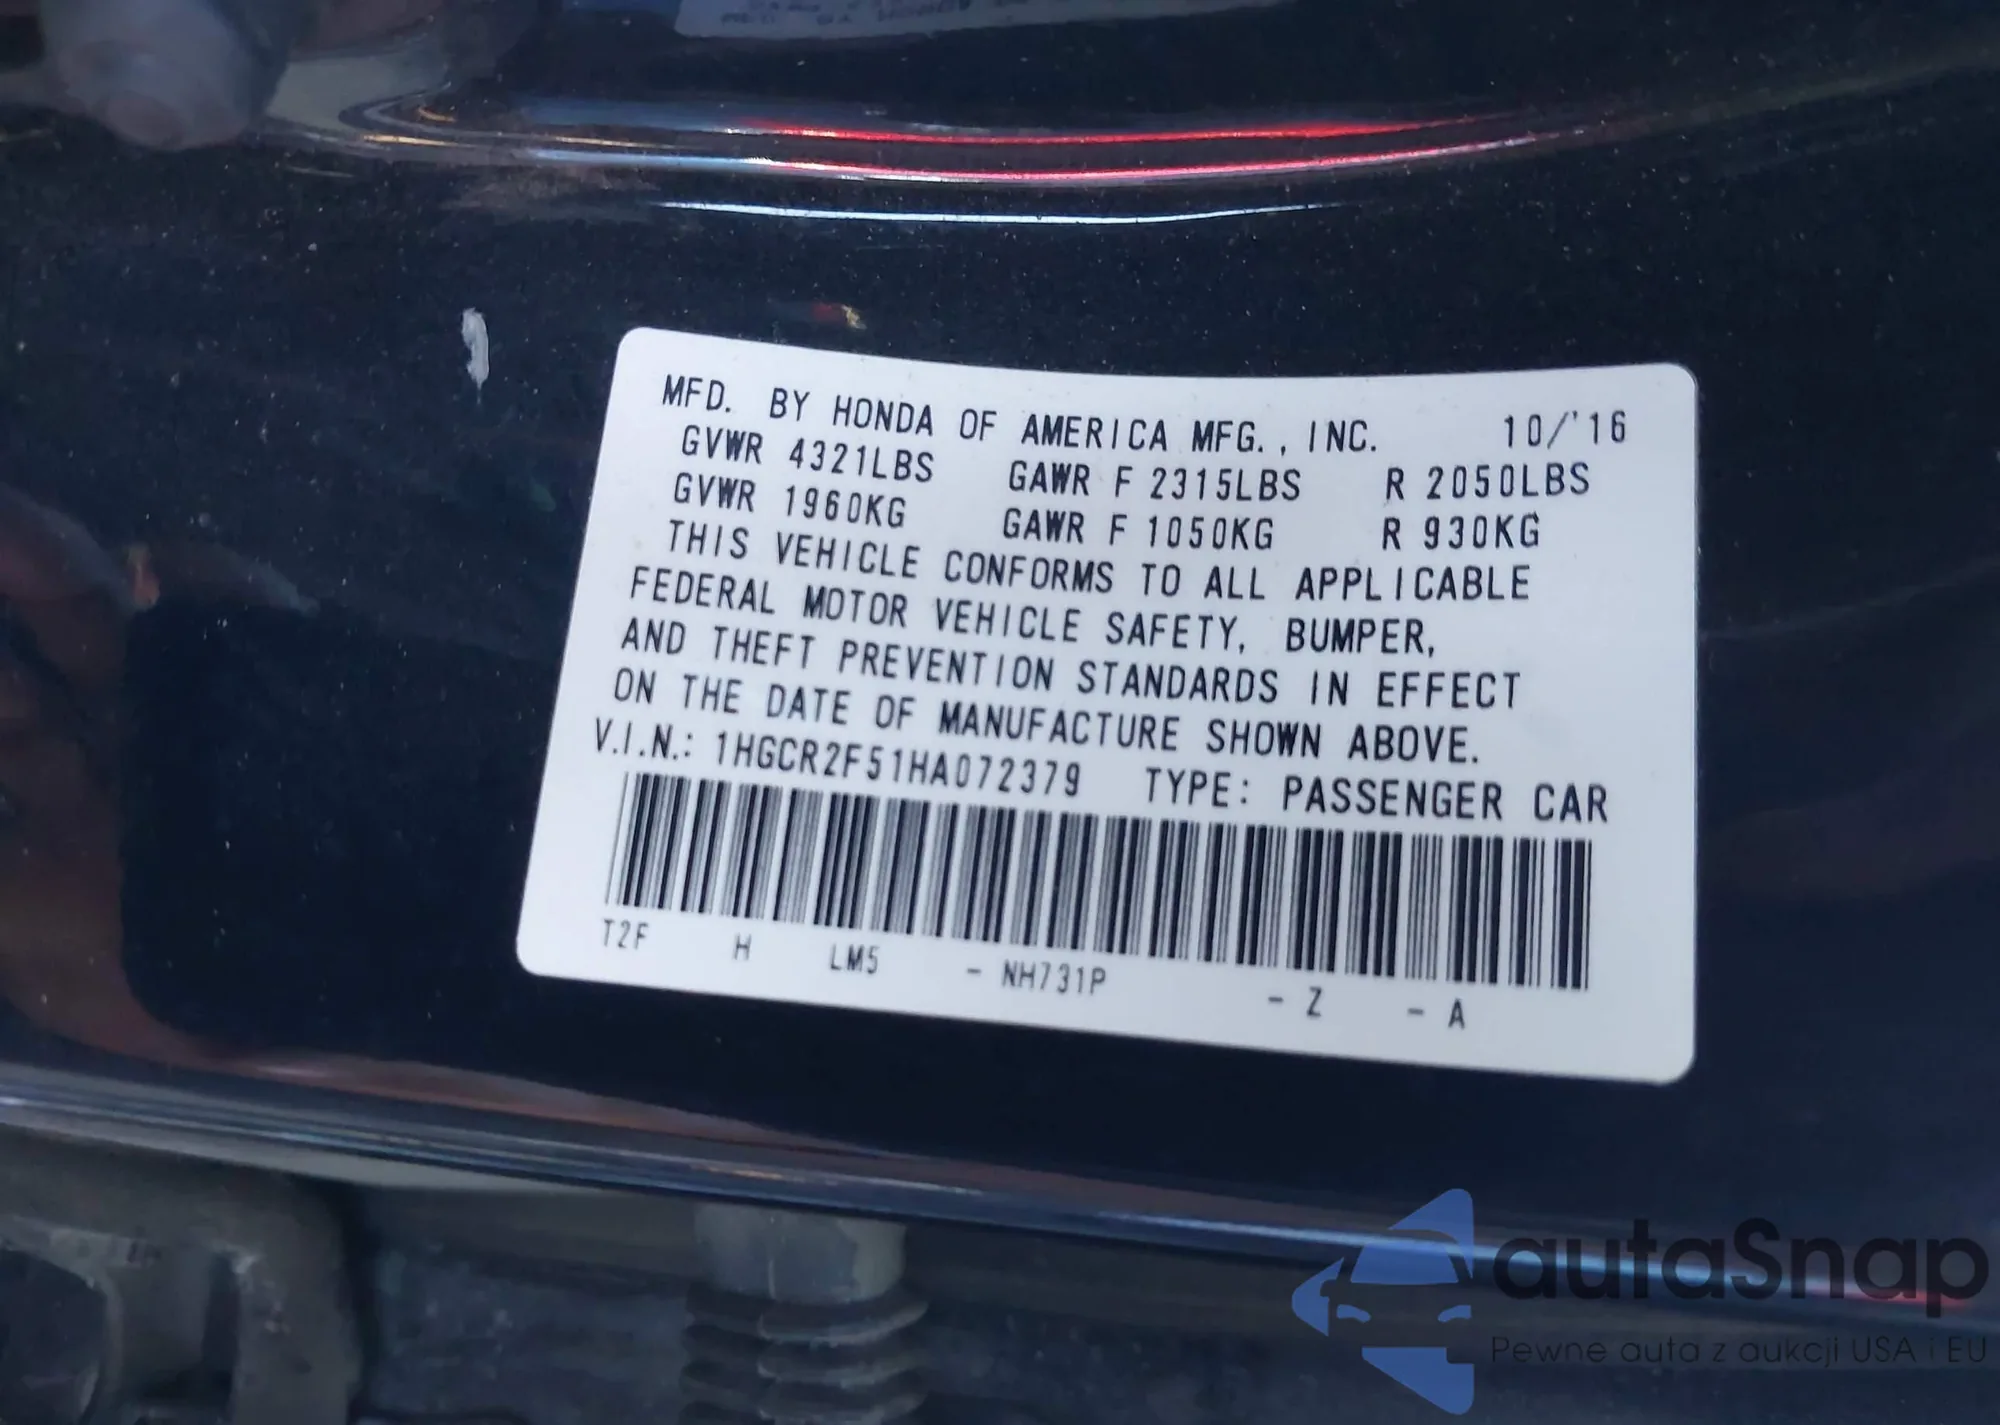 MFD. BY HONDA OF AMERICA MFG., INC. 10/'16
GVWR 4321LBS GAWR F 2315LBS R 2050LBS
GVWR 1960KG GAWR F 1050KG R 930KG
THIS VEHICLE CONFORMS TO ALL APPLICABLE
FEDERAL MOTOR VEHICLE SAFETY, BUMPER,
AND THEFT PREVENTION STANDARDS IN EFFECT
ON THE DATE OF MANUFACTURE SHOWN ABOVE.
V.I.N.: 1HGCR2F51HA072379 TYPE: PASSENGER CAR
T2F H LM5 - NH731P - Z - A
autaSnap
Pewne auta z aukcji USA i EU